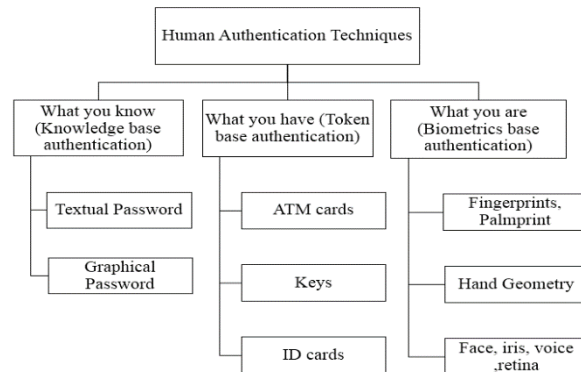 Human Authentication Techniques
What you know
(Knowledge base
authentication)
Textual Password
Graphical
Password
What you have (Token
base authentication)
ATM cards
Keys
ID cards
What you are
(Biometrics base
authentication)
Fingerprints,
Palmprint
Hand Geometry
Face, iris, voice
,retina